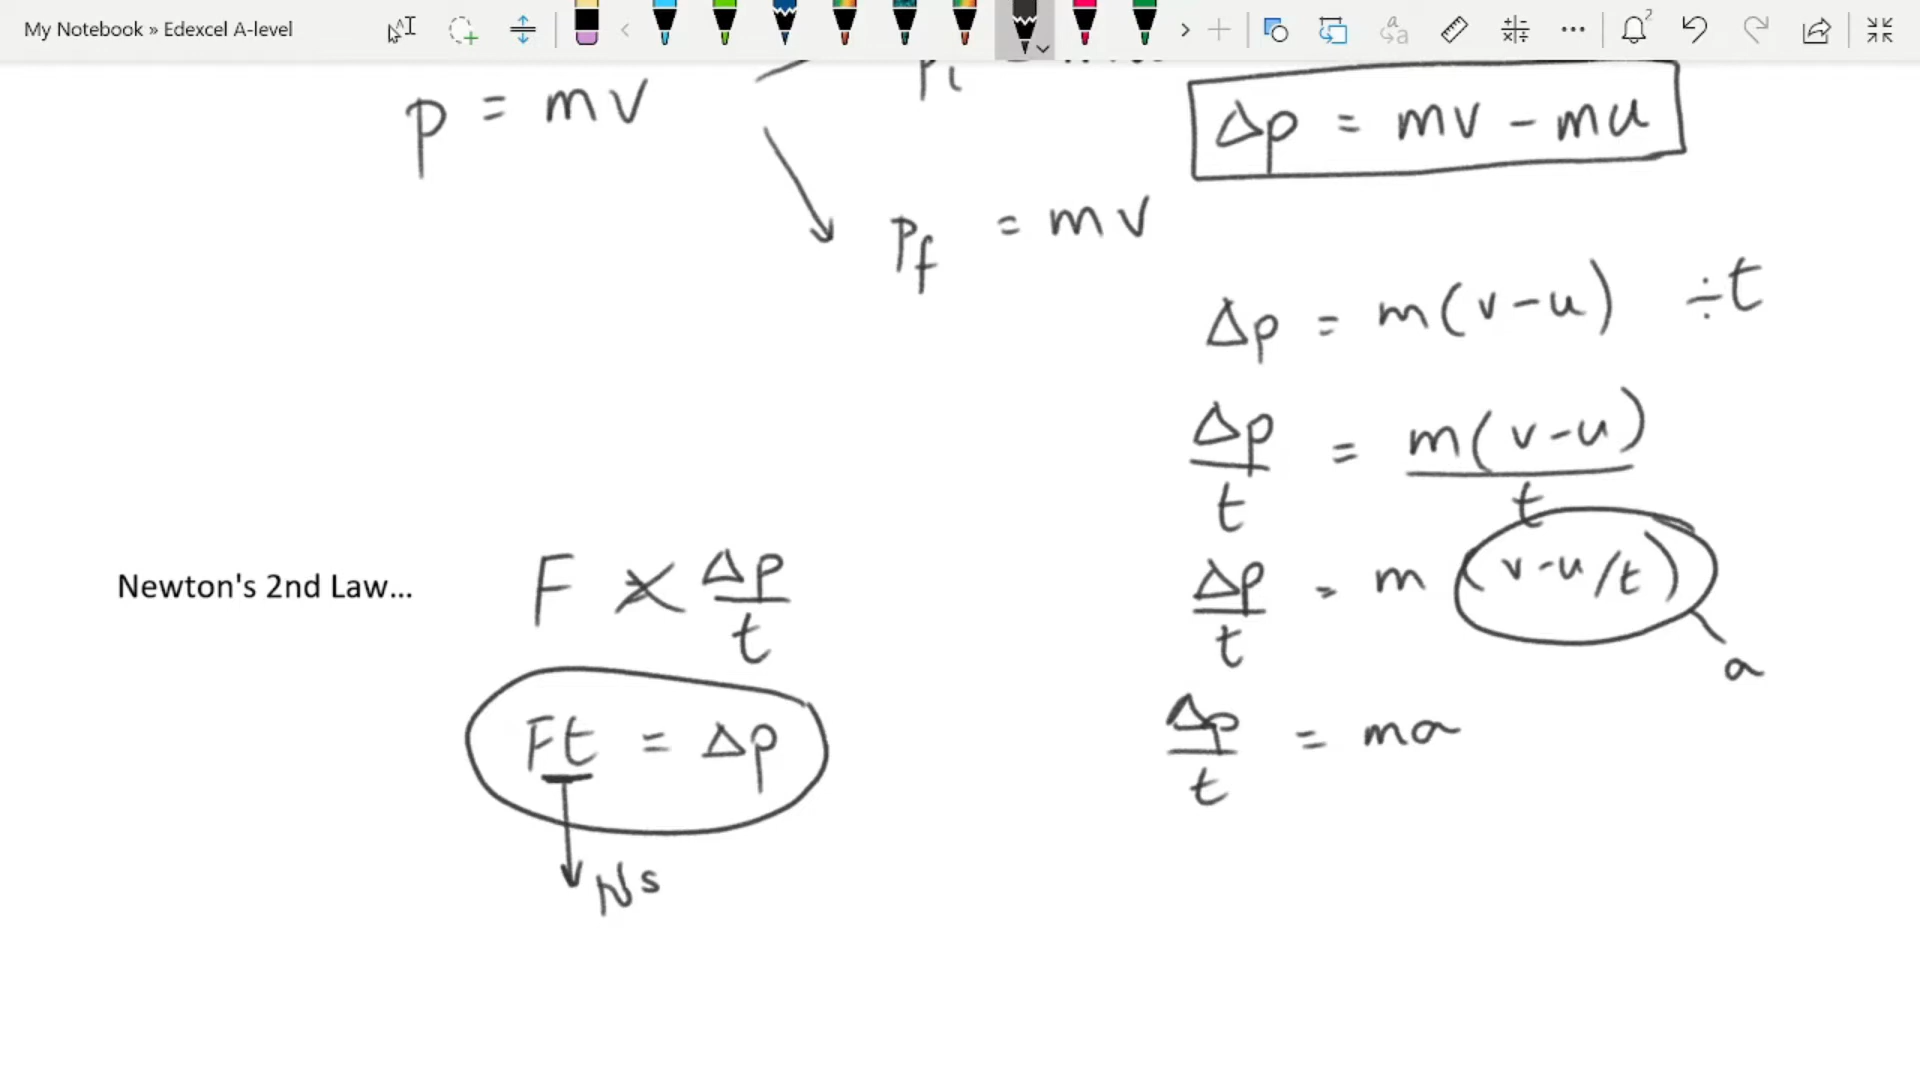 My Notebook » Edexcel A-level
p = mv
Δp = mv - mu
Pf = mv
Δp = m(v-u) ÷t
Δp/t = m(v-u)/t
Δp/t = m (v-u/t)
a
Δp/t = ma
Newton's 2nd Law...
F ∝ Δp/t
Ft = Δp
Ns